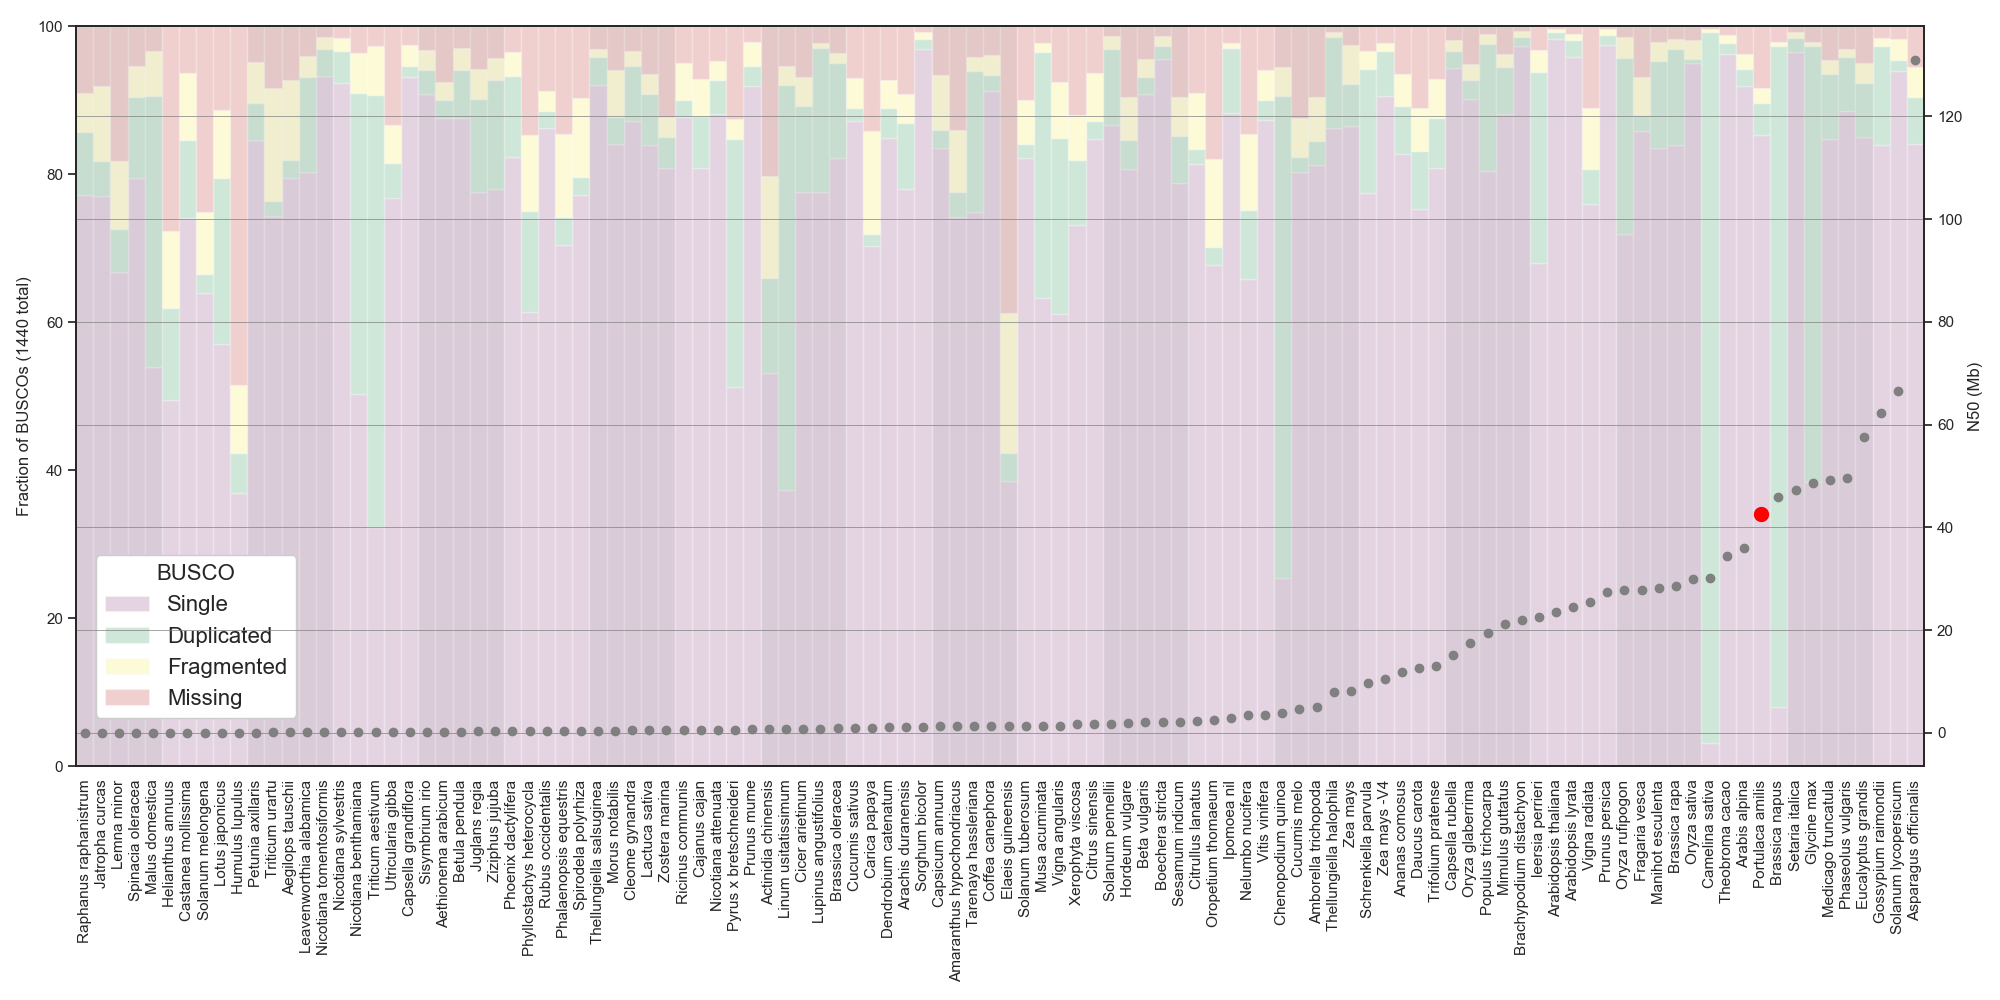 100
80
60
40
20
0
Fraction of BUSCOs (1440 total)
BUSCO
Single
Duplicated
Fragmented
Missing
120
100
80
60
40
20
0
N50 (Mb)
Raphanus raphanistrum
Jatropha curcas
Lemna minor
Spinacia oleracea
Malus domestica
Helianthus annuus
Castanea mollissima
Solanum melongena
Lotus japonicus
Humulus lupulus
Petunia axillaris
Triticum urartu
Aegilops tauschii
Leavenworthia alabamica
Nicotiana tomentosiformis
Nicotiana sylvestris
Nicotiana benthamiana
Triticum aestivum
Utricularia gibba
Capsella grandiflora
Sisymbrium irio
Aethionema arabicum
Betula pendula
Juglans regia
Ziziphus jujuba
Phoenix dactylifera
Phyllostachys heterocycla
Rubus occidentalis
Phalaenopsis equestris
Spirodela polyrhiza
Thellungiella salsuginea
Morus notabilis
Cleome gynandra
Lactuca sativa
Zostera marina
Ricinus communis
Cajanus cajan
Nicotiana attenuata
Pyrus x bretschneideri
Prunus mume
Actinidia chinensis
Linum usitatissimum
Cicer arietinum
Lupinus angustifolius
Brassica oleracea
Cucumis sativus
Carica papaya
Dendrobium catenatum
Arachis duranensis
Sorghum bicolor
Capsicum annuum
Amaranthus hypochondriacus
Tarenaya hassleriana
Coffea canephora
Elaeis guineensis
Solanum tuberosum
Musa acuminata
Vigna angularis
Xerophyta viscosa
Citrus sinensis
Solanum pennellii
Hordeum vulgare
Beta vulgaris
Boechera stricta
Sesamum indicum
Citrullus lanatus
Oropetium thomaeum
Ipomoea nil
Nelumbo nucifera
Vitis vinifera
Chenopodium quinoa
Cucumis melo
Amborella trichopoda
Thellungiella halophila
Zea mays
Schrenkiella parvula
Zea mays -V4
Ananas comosus
Daucus carota
Trifolium pratense
Capsella rubella
Oryza glaberrima
Populus trichocarpa
Mimulus guttatus
Brachypodium distachyon
leersia perrieri
Arabidopsis thaliana
Arabidopsis lyrata
Vigna radiata
Prunus persica
Oryza rufipogon
Fragaria vesca
Manihot esculenta
Brassica rapa
Oryza sativa
Camelina sativa
Theobroma cacao
Arabis alpina
Portulaca amilis
Brassica napus
Setaria italica
Glycine max
Medicago truncatula
Phaseolus vulgaris
Eucalyptus grandis
Gossypium raimondii
Solanum lycopersicum
Asparagus officinalis